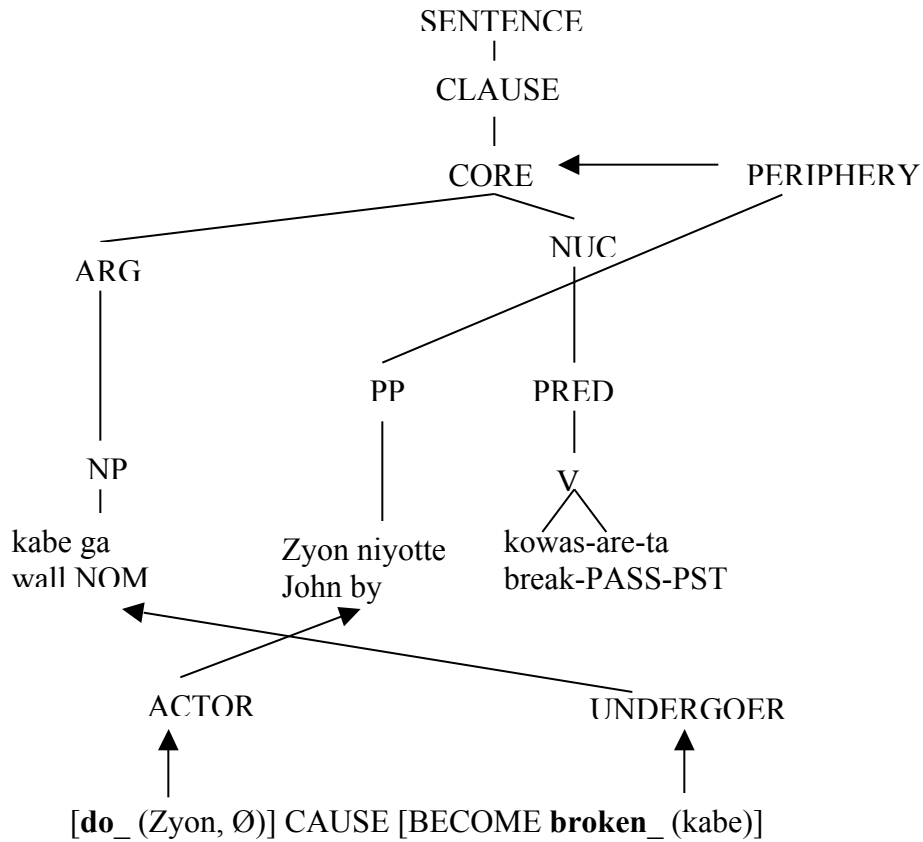 SENTENCE
CLAUSE
CORE PERIPHERY
ARG NUC
PP PRED
NP V
kabe ga Zyon niyotte kowas-are-ta
wall NOM John by break-PASS-PST
ACTOR UNDERGOER
[do_ (Zyon, Ø)] CAUSE [BECOME broken_ (kabe)]